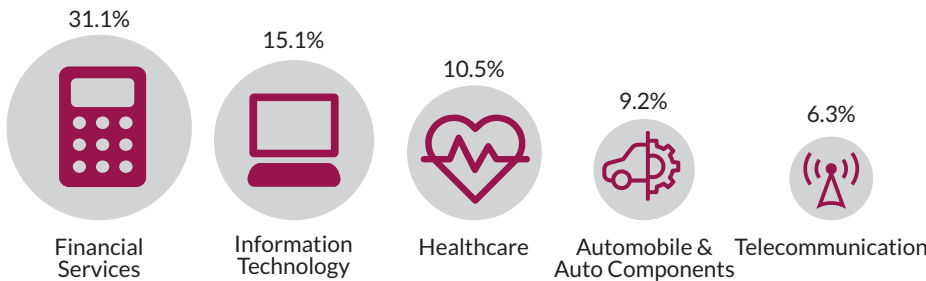 31.1%
15.1%
10.5%
9.2%
6.3%
Financial
Services
Information
Technology
Healthcare
Automobile &
Auto Components
Telecommunication